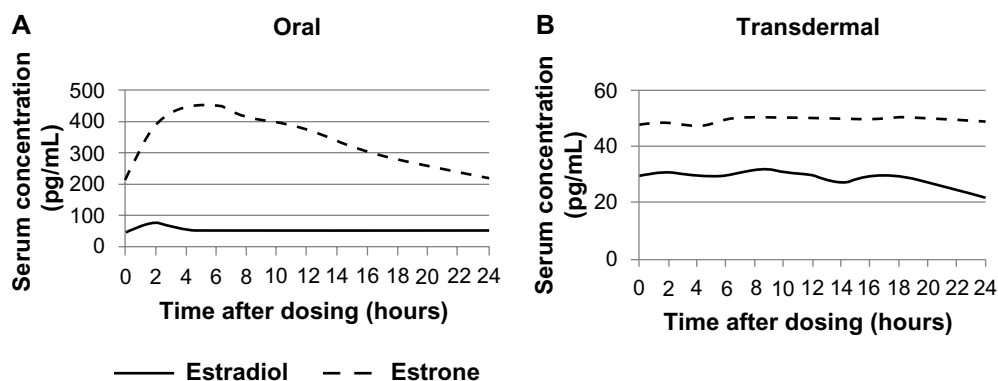 A
Oral
Serum concentration
(pg/mL)
500
400
300
200
100
0
0 2 4 6 8 10 12 14 16 18 20 22 24
Time after dosing (hours)
B
Transdermal
Serum concentration
(pg/mL)
60
40
20
0
0 2 4 6 8 10 12 14 16 18 20 22 24
Time after dosing (hours)
Estradiol
Estrone